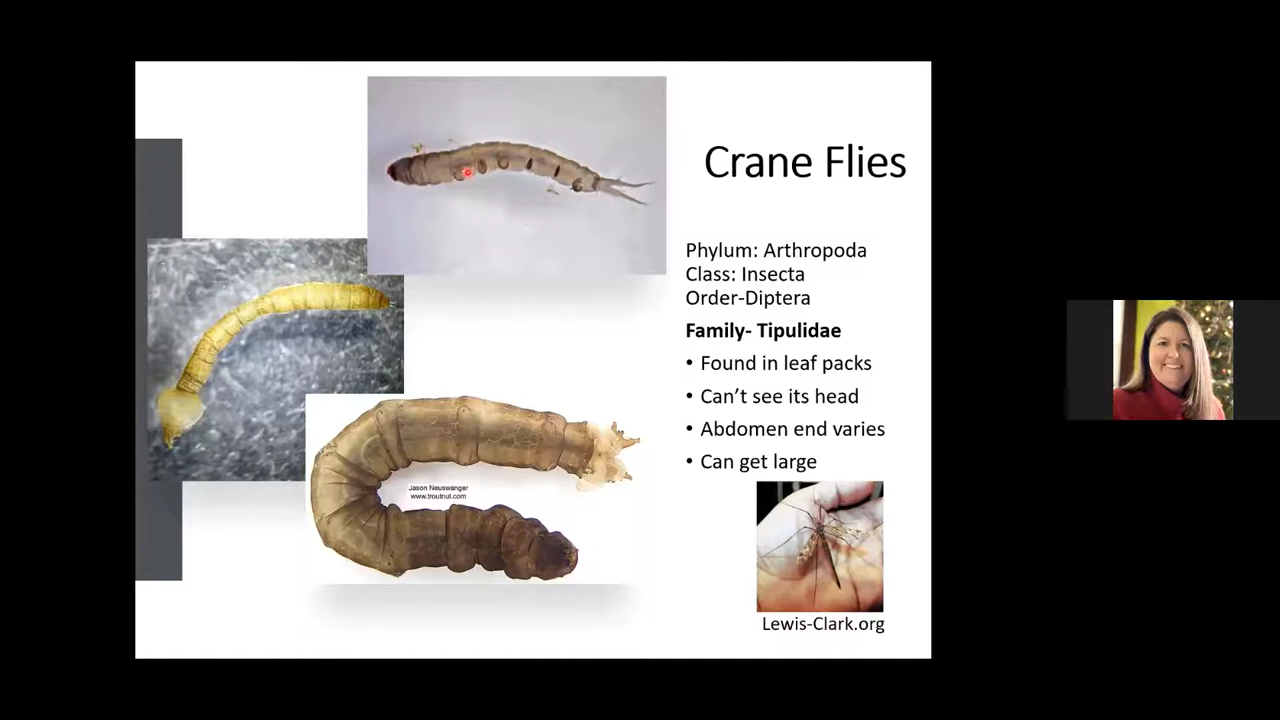 Crane Flies
Phylum: Arthropoda
Class: Insecta
Order-Diptera
Family- Tipulidae
• Found in leaf packs
• Can’t see its head
• Abdomen end varies
• Can get large
Jason Neuswanger
www.troutnut.com
Lewis-Clark.org